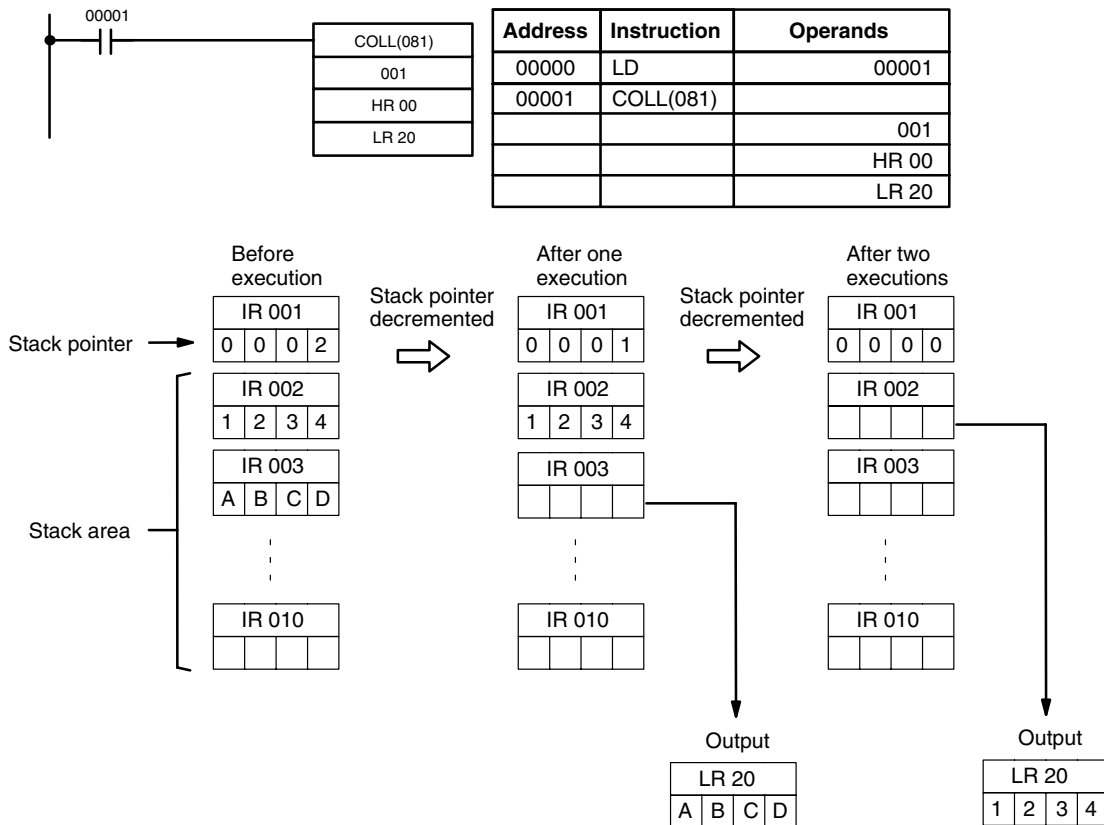 00001
COLL(081)
001
HR 00
LR 20
Address Instruction Operands
00000 LD 00001
00001 COLL(081)
001
HR 00
LR 20
Before
execution
After one
execution
After two
executions
Stack pointer
decremented
Stack pointer
decremented
Stack pointer
IR 001
0 0 0 2
IR 001
0 0 0 1
IR 001
0 0 0 0
Stack area
IR 002
1 2 3 4
IR 002
1 2 3 4
IR 002
IR 003
A B C D
IR 003
IR 003
IR 010
IR 010
IR 010
Output
LR 20
A B C D
Output
LR 20
1 2 3 4